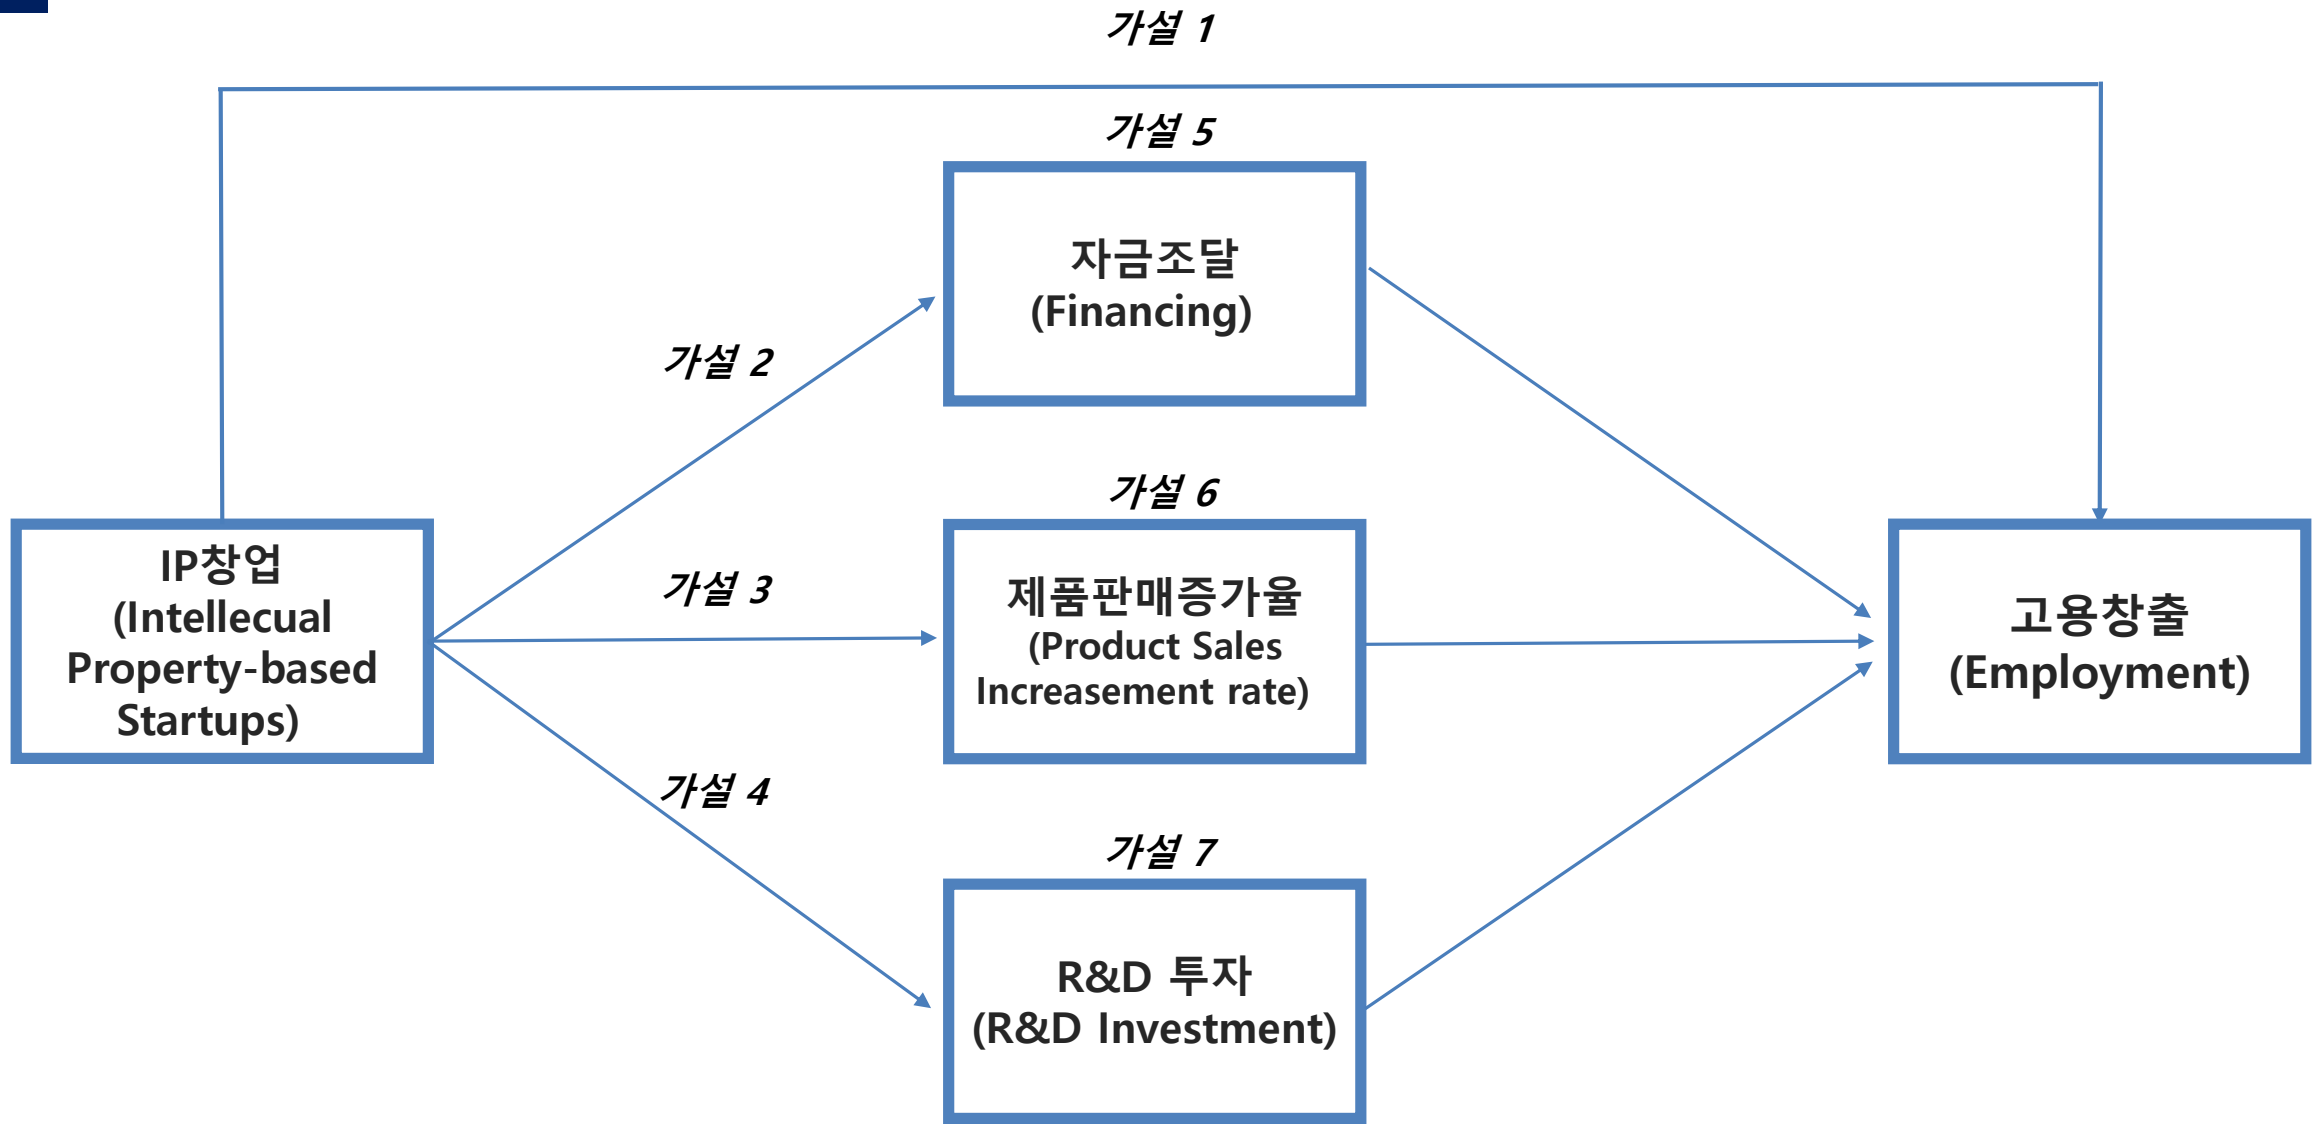 가설 1
가설 5
자금조달
(Financing)
가설 2
가설 6
가설 3
IP창업
(Intellecual
Property-based
Startups)
제품판매증가율
(Product Sales
Increasement rate)
고용창출
(Employment)
가설 4
가설 7
R&D 투자
(R&D Investment)